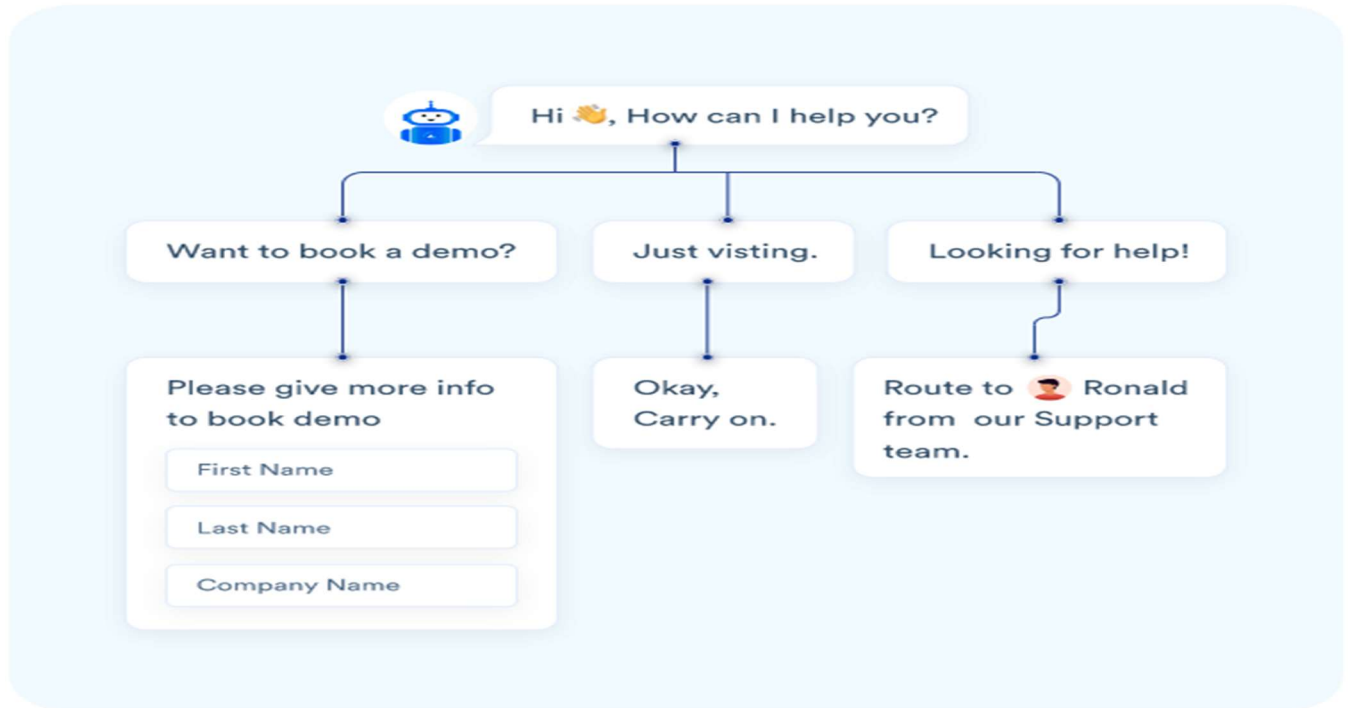 Hi 👋, How can I help you?
Want to book a demo?
Just visting.
Looking for help!
Please give more info
to book demo
First Name
Last Name
Company Name
Okay,
Carry on.
Route to Ronald
from our Support
team.